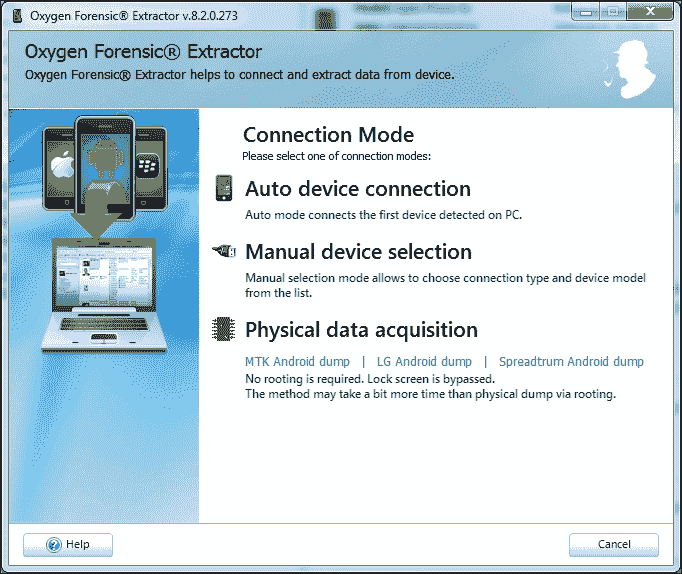 Oxygen Forensic® Extractor v.8.2.0.273
Oxygen Forensic® Extractor
Oxygen Forensic® Extractor helps to connect and extract data from device.
Connection Mode
Please select one of connection modes:
Auto device connection
Auto mode connects the first device detected on PC.
Manual device selection
Manual selection mode allows to choose connection type and device model
from the list.
Physical data acquisition
MTK Android dump | LG Android dump | Spreadtrum Android dump
No rooting is required. Lock screen is bypassed.
The method may take a bit more time than physical dump via rooting.
Help
Cancel